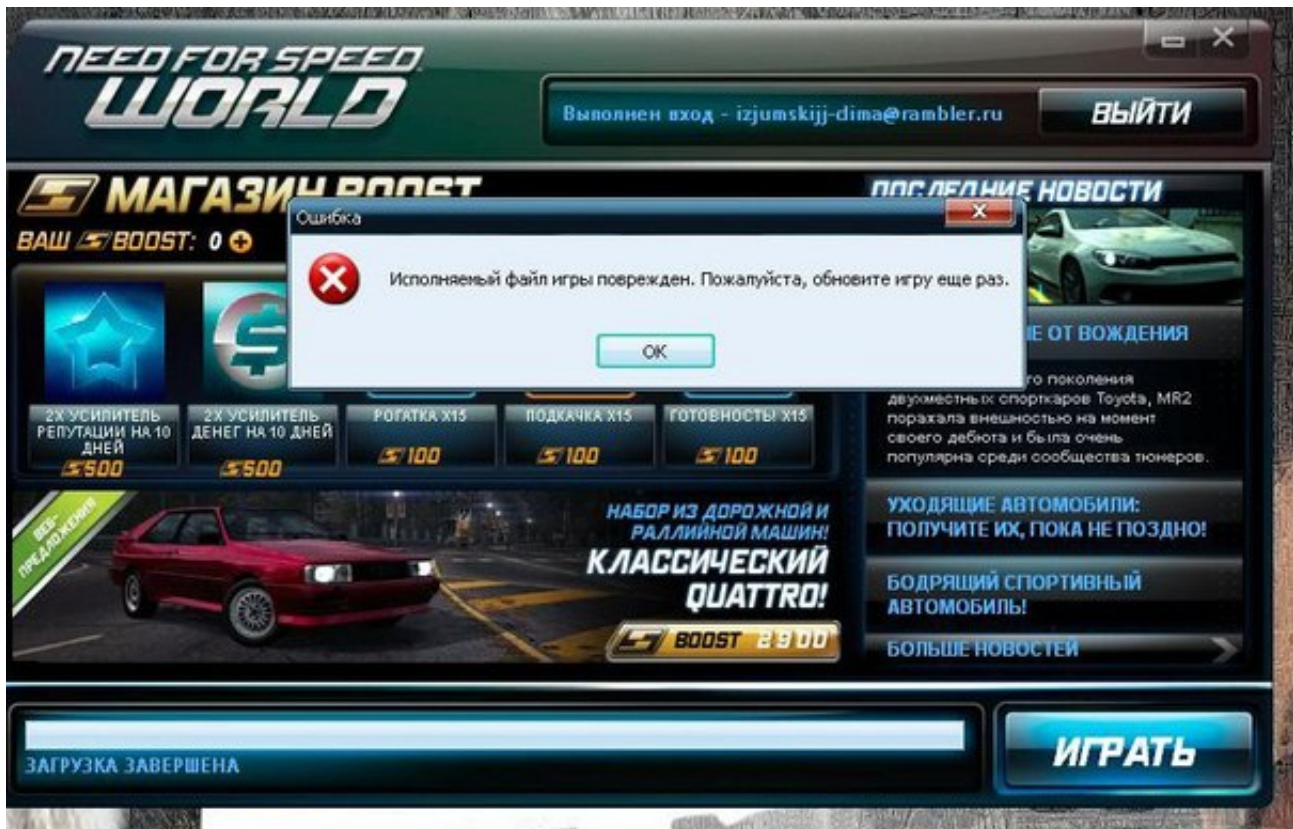 NEED FOR SPEED
WORLD
Выполнен вход - izjumskijj-dima@rambler.ru
ВЫЙТИ
МАГАЗИН BOOST
ПОСЛЕДНИЕ НОВОСТИ
ВАШ BOOST: 0
Ошибка
Исполняемый файл игры поврежден. Пожалуйста, обновите игру еще раз.
OK
2X УСИЛИТЕЛЬ
РЕПУТАЦИИ НА 10
ДНЕЙ
500
2X УСИЛИТЕЛЬ
ДЕНЕГ НА 10 ДНЕЙ
500
РОГАТКА X15
100
ПОДКАЧКА X15
100
ГОТОВНОСТЬ! X15
100
ОТ ВОЖДЕНИЯ
поколения
двухместных спорткаров Toyota, MR2
поражала внешностью на момент
своего дебюта и была очень
популярна среди сообщества тюнеров.
ВЕБ-
ПРЕДЛОЖЕНИЯ
НАБОР ИЗ ДОРОЖНОЙ И
РАЛЛИЙНОЙ МАШИН!
КЛАССИЧЕСКИЙ
QUATTRO!
BOOST 2900
УХОДЯЩИЕ АВТОМОБИЛИ:
ПОЛУЧИТЕ ИХ, ПОКА НЕ ПОЗДНО!
БОДРЯЩИЙ СПОРТИВНЫЙ
АВТОМОБИЛЬ!
БОЛЬШЕ НОВОСТЕЙ
ЗАГРУЗКА ЗАВЕРШЕНА
ИГРАТЬ